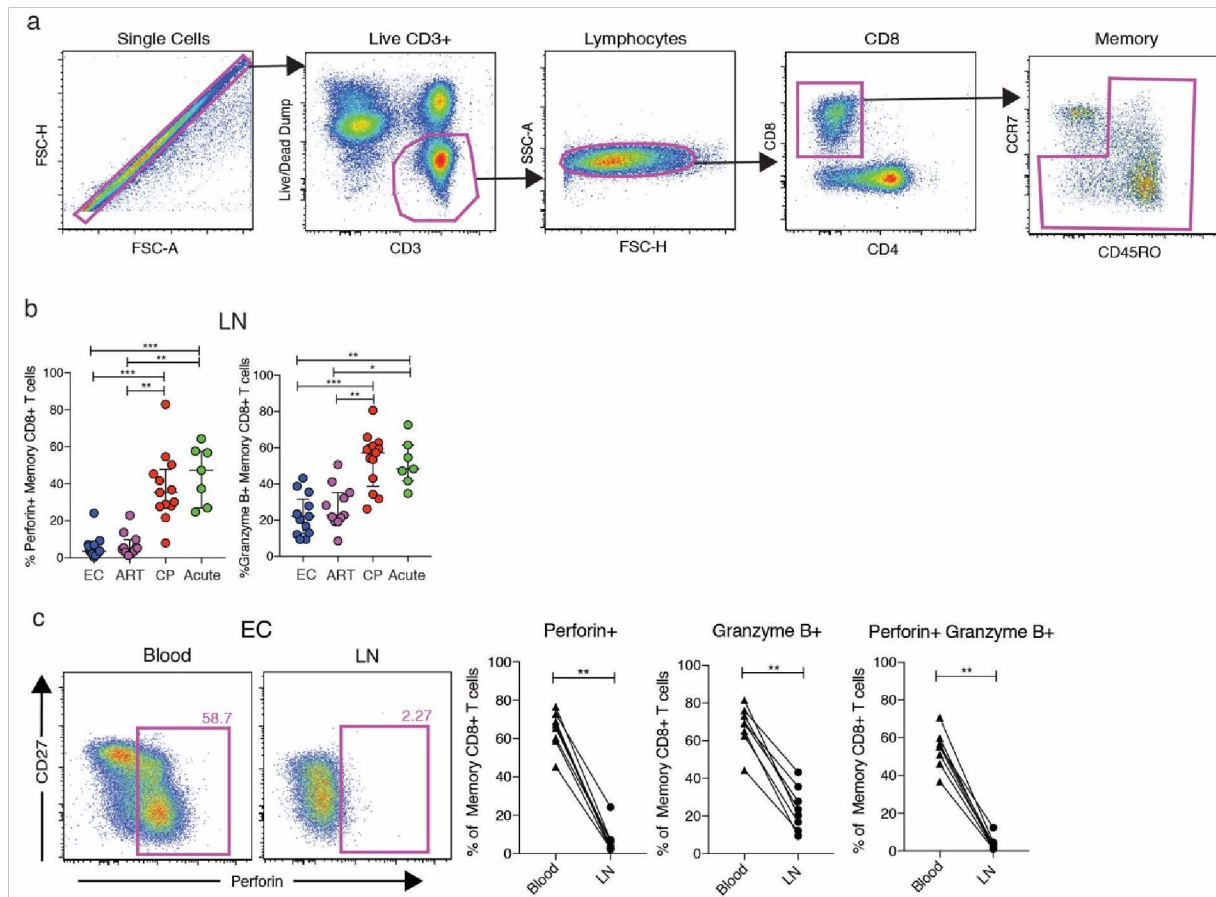 a
Single Cells
Live CD3+
Lymphocytes
CD8
Memory
FSC-H
FSC-A
Live/Dead Dump
CD3
SSC-A
FSC-H
CD8
CD4
CCR7
CD45RO
b
LN
% Perforin+ Memory CD8+ T cells
100
80
60
40
20
0
***
**
***
**
EC ART CP Acute
%Granzyme B+ Memory CD8+ T cells
100
80
60
40
20
0
**
*
***
**
EC ART CP Acute
c
EC
Blood
LN
58.7
2.27
CD27
Perforin
Perforin+
% of Memory CD8+ T cells
100
80
60
40
20
0
**
Blood
LN
Granzyme B+
% of Memory CD8+ T cells
100
80
60
40
20
0
**
Blood
LN
Perforin+ Granzyme B+
% of Memory CD8+ T cells
100
80
60
40
20
0
**
Blood
LN